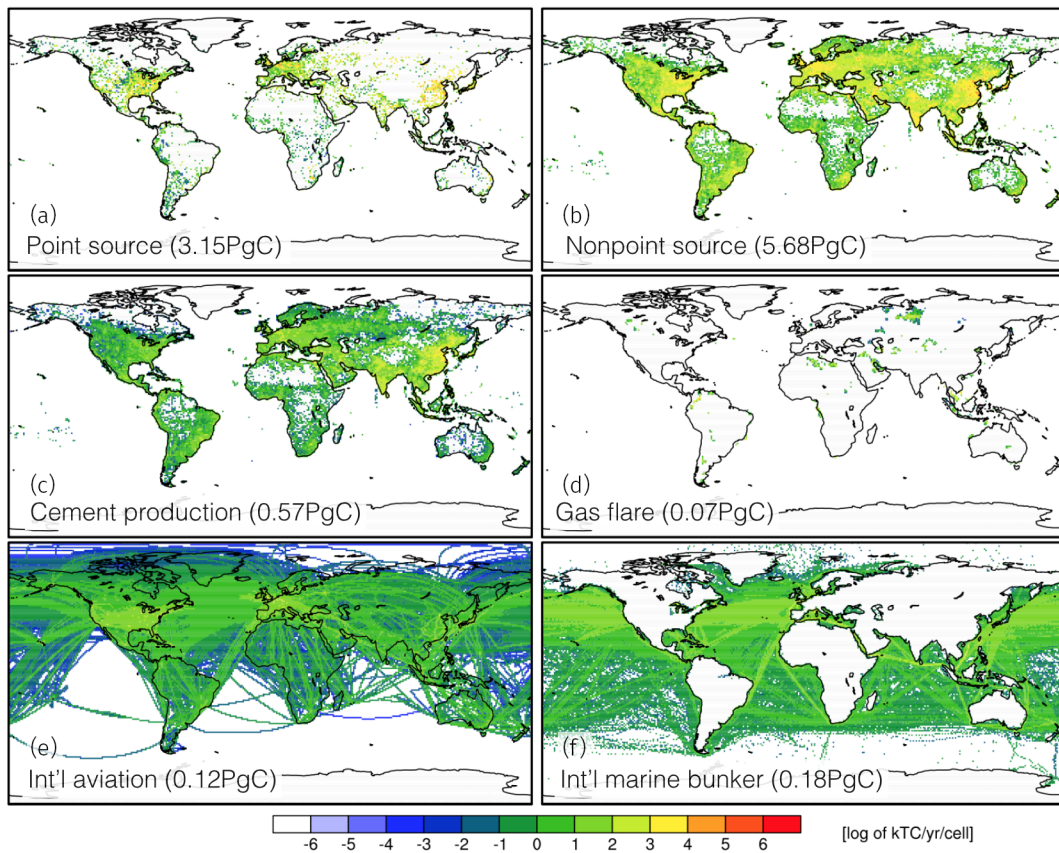 (a)
Point source (3.15PgC)
(b)
Nonpoint source (5.68PgC)
(c)
Cement production (0.57PgC)
(d)
Gas flare (0.07PgC)
(e)
Int'l aviation (0.12PgC)
(f)
Int'l marine bunker (0.18PgC)
-6 -5 -4 -3 -2 -1 0 1 2 3 4 5 6
[log of kTC/yr/cell]